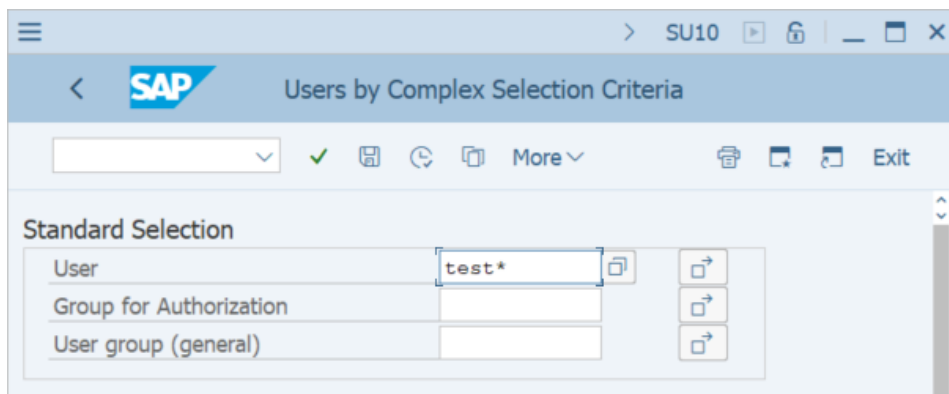 SU10
SAP Users by Complex Selection Criteria
More Exit
Standard Selection
User test*
Group for Authorization
User group (general)